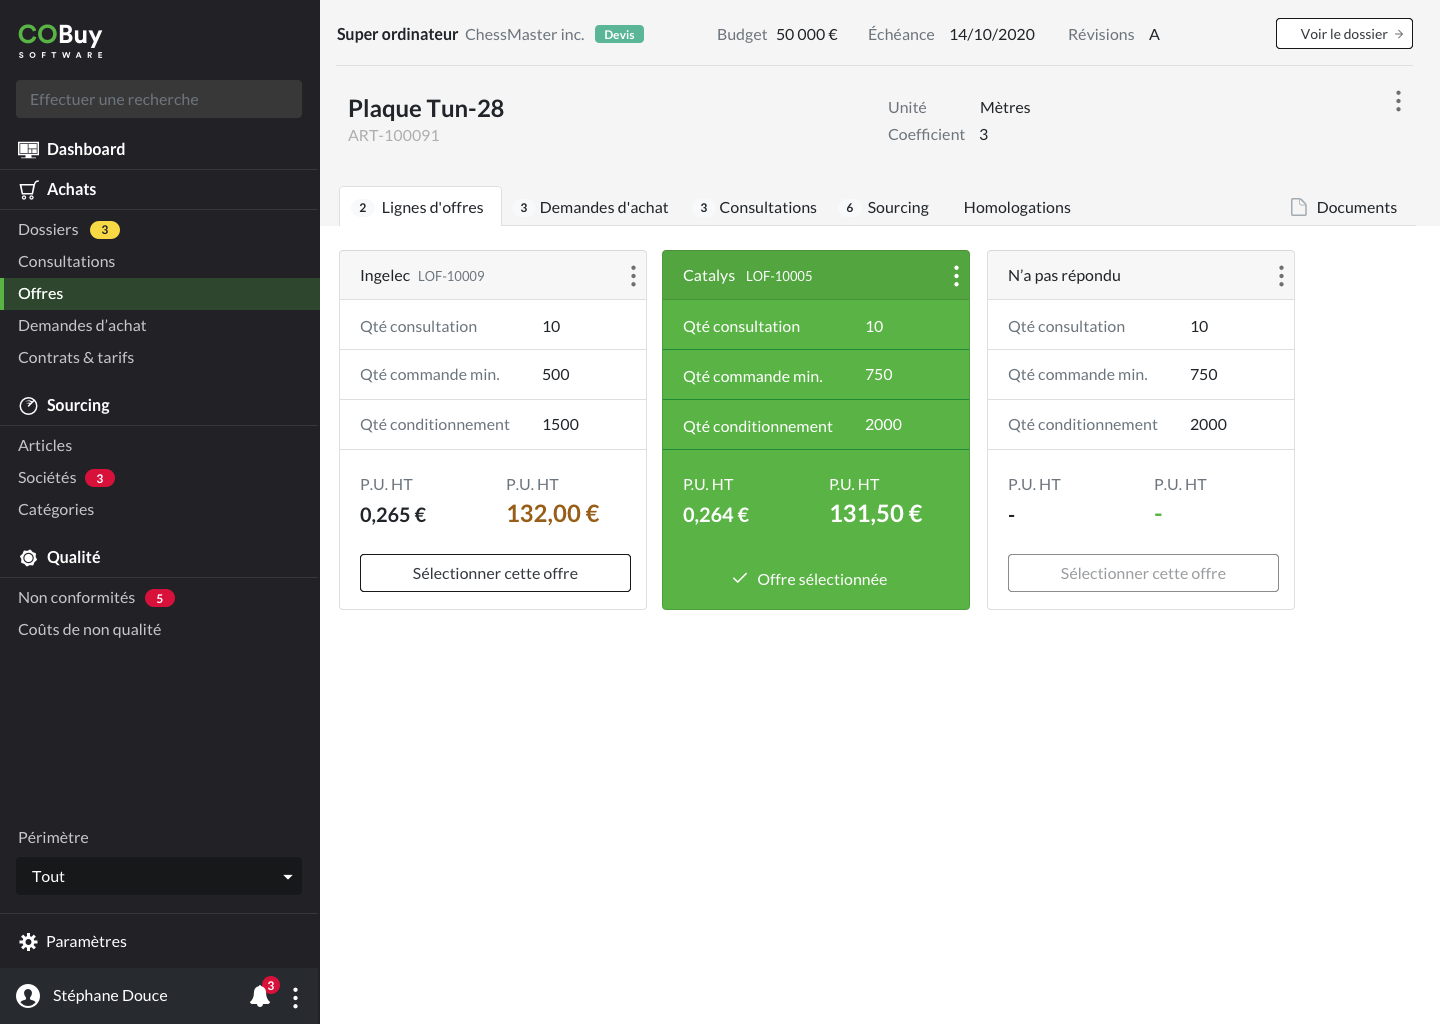 COBuy
SOFTWARE
Effectuer une recherche
Dashboard
Achats
Dossiers 3
Consultations
Offres
Demandes d’achat
Contrats & tarifs
Sourcing
Articles
Sociétés 3
Catégories
Qualité
Non conformités 5
Coûts de non qualité
Périmètre
Tout
Paramètres
Stéphane Douce 3
Super ordinateur ChessMaster inc. Devis Budget 50 000 € Échéance 14/10/2020 Révisions A Voir le dossier →
Plaque Tun-28
ART-100091
Unité Mètres
Coefficient 3
2 Lignes d'offres 3 Demandes d'achat 3 Consultations 6 Sourcing Homologations Documents
Ingelec LOF-10009
Qté consultation 10
Qté commande min. 500
Qté conditionnement 1500
P.U. HT P.U. HT
0,265 € 132,00 €
Sélectionner cette offre
Catalys LOF-10005
Qté consultation 10
Qté commande min. 750
Qté conditionnement 2000
P.U. HT P.U. HT
0,264 € 131,50 €
Offre sélectionnée
N’a pas répondu
Qté consultation 10
Qté commande min. 750
Qté conditionnement 2000
P.U. HT P.U. HT
- -
Sélectionner cette offre